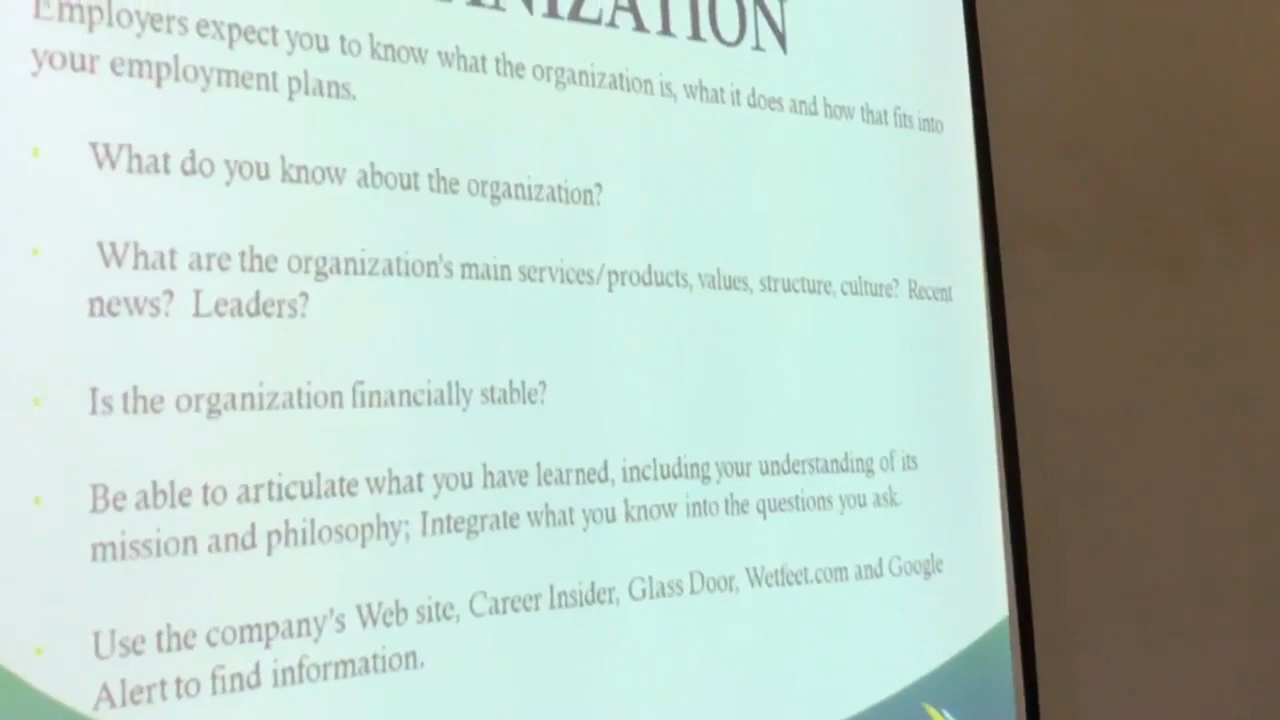 Employers expect you to know what the organization is, what it does and how that fits into
your employment plans.
What do you know about the organization?
What are the organization's main services/products, values, structure, culture? Recent
news? Leaders?
Is the organization financially stable?
Be able to articulate what you have learned, including your understanding of its
mission and philosophy; Integrate what you know into the questions you ask.
Use the company's Web site, Career Insider, Glass Door, Wetfeet.com and Google
Alert to find information.